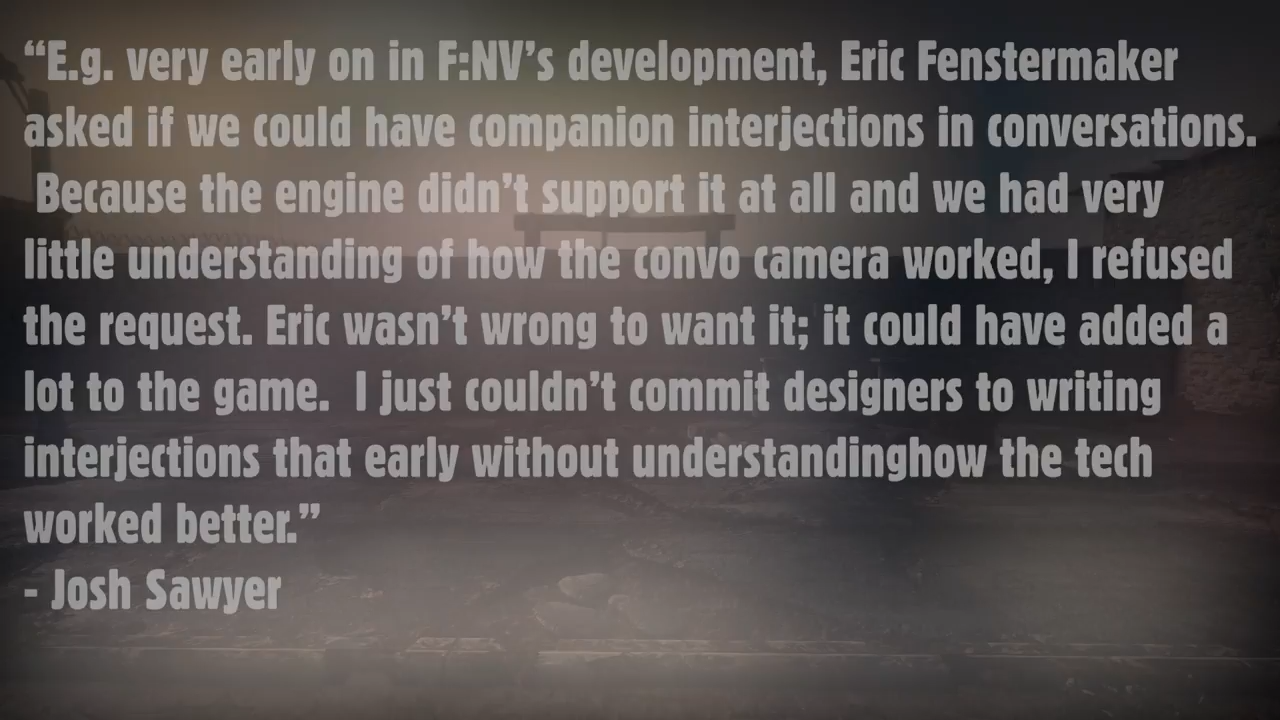 “E.g. very early on in F:NV’s development, Eric Fenstermaker
asked if we could have companion interjections in conversations.
Because the engine didn’t support it at all and we had very
little understanding of how the convo camera worked, I refused
the request. Eric wasn’t wrong to want it; it could have added a
lot to the game.  I just couldn’t commit designers to writing
interjections that early without understandinghow the tech
worked better.”
- Josh Sawyer